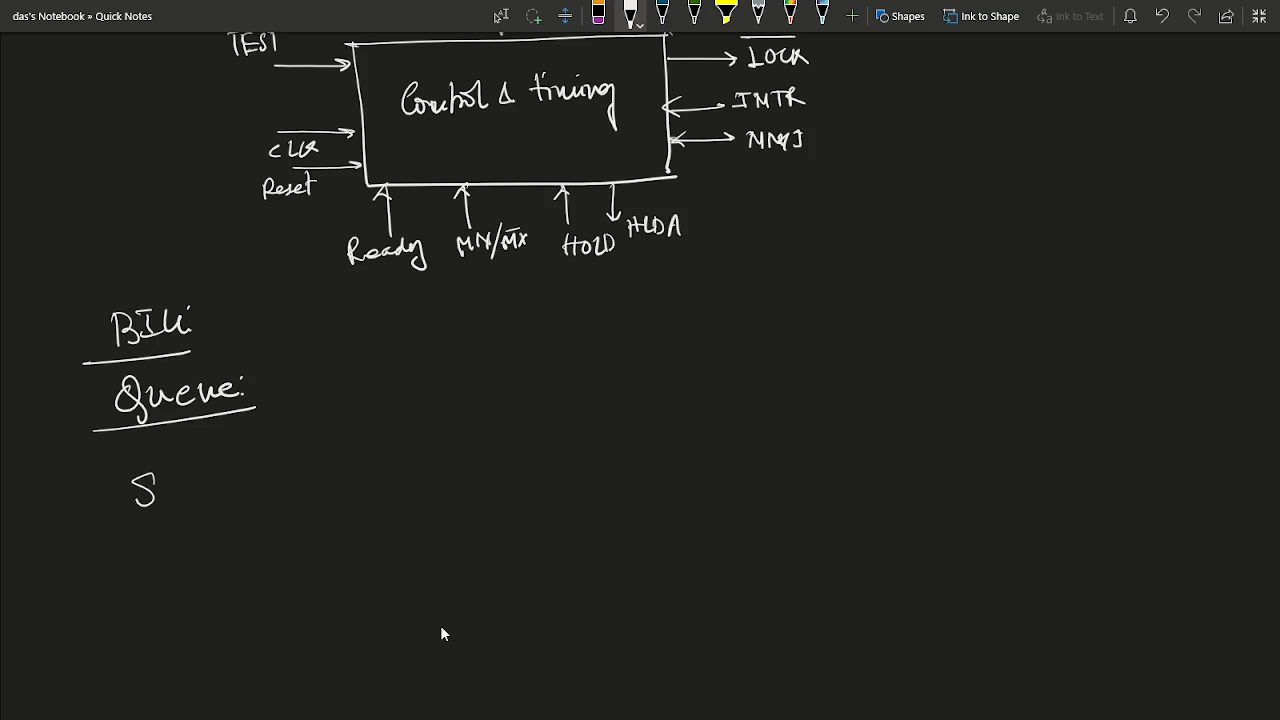 das's Notebook » Quick Notes
Shapes
Ink to Shape
Ink to Text
TEST
LOCK
Control & timing
INTR
CLK
NMI
Reset
Ready
MN/MX
HOLD
HLDA
BIU:
Queue:
S